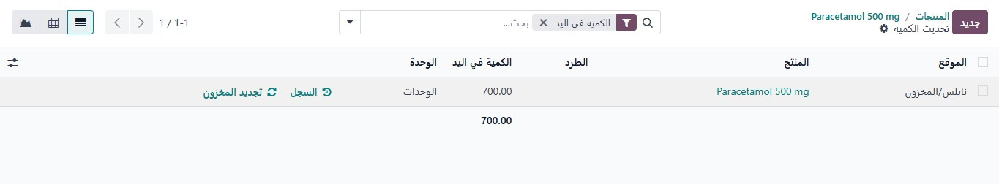 جديد
المنتجات / Paracetamol 500 mg
تحديث الكمية
الكمية في اليد
بحث...
1 / 1-1
الموقع المنتج الطرد الكمية في اليد الوحدة
نابلس/المخزون Paracetamol 500 mg 700.00 الوحدات السجل تجديد المخزون
700.00